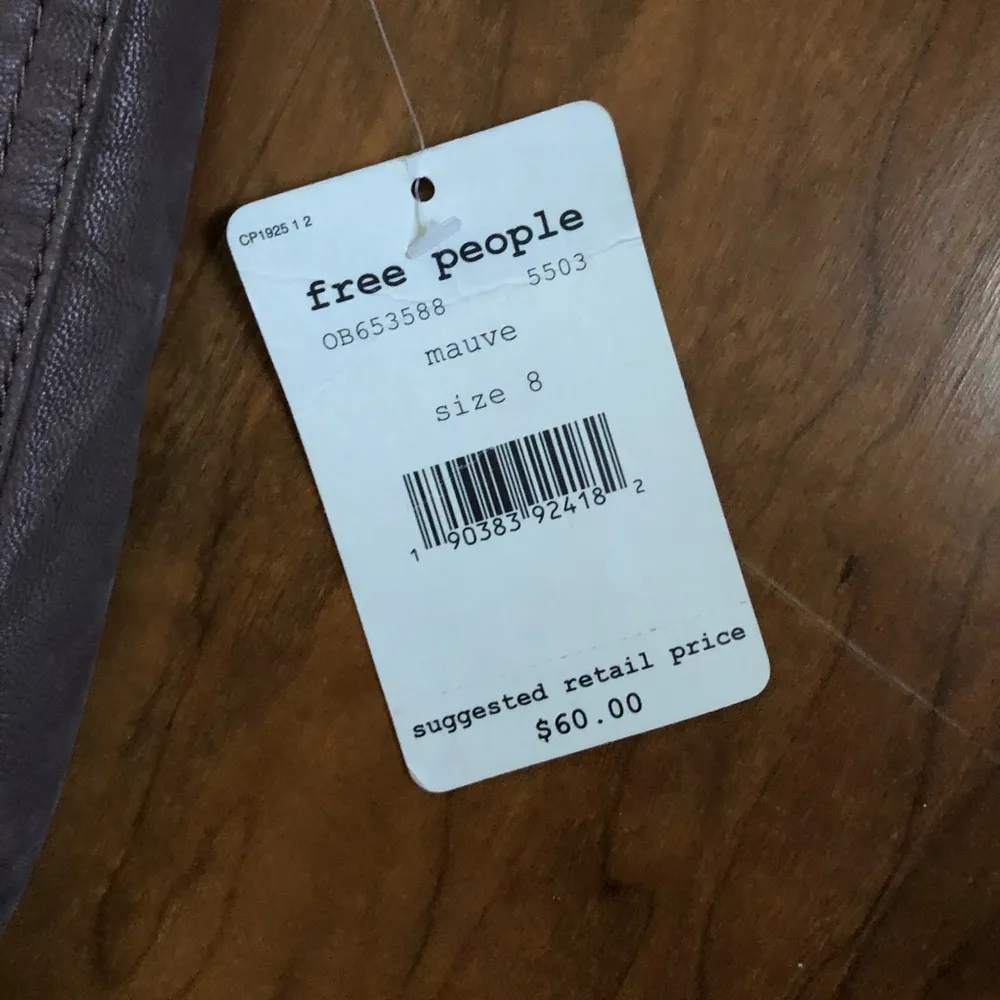 CP1925 1 2
free people
OB653588 5503
mauve
size 8
1 90383 92418 2
suggested retail price
$60.00